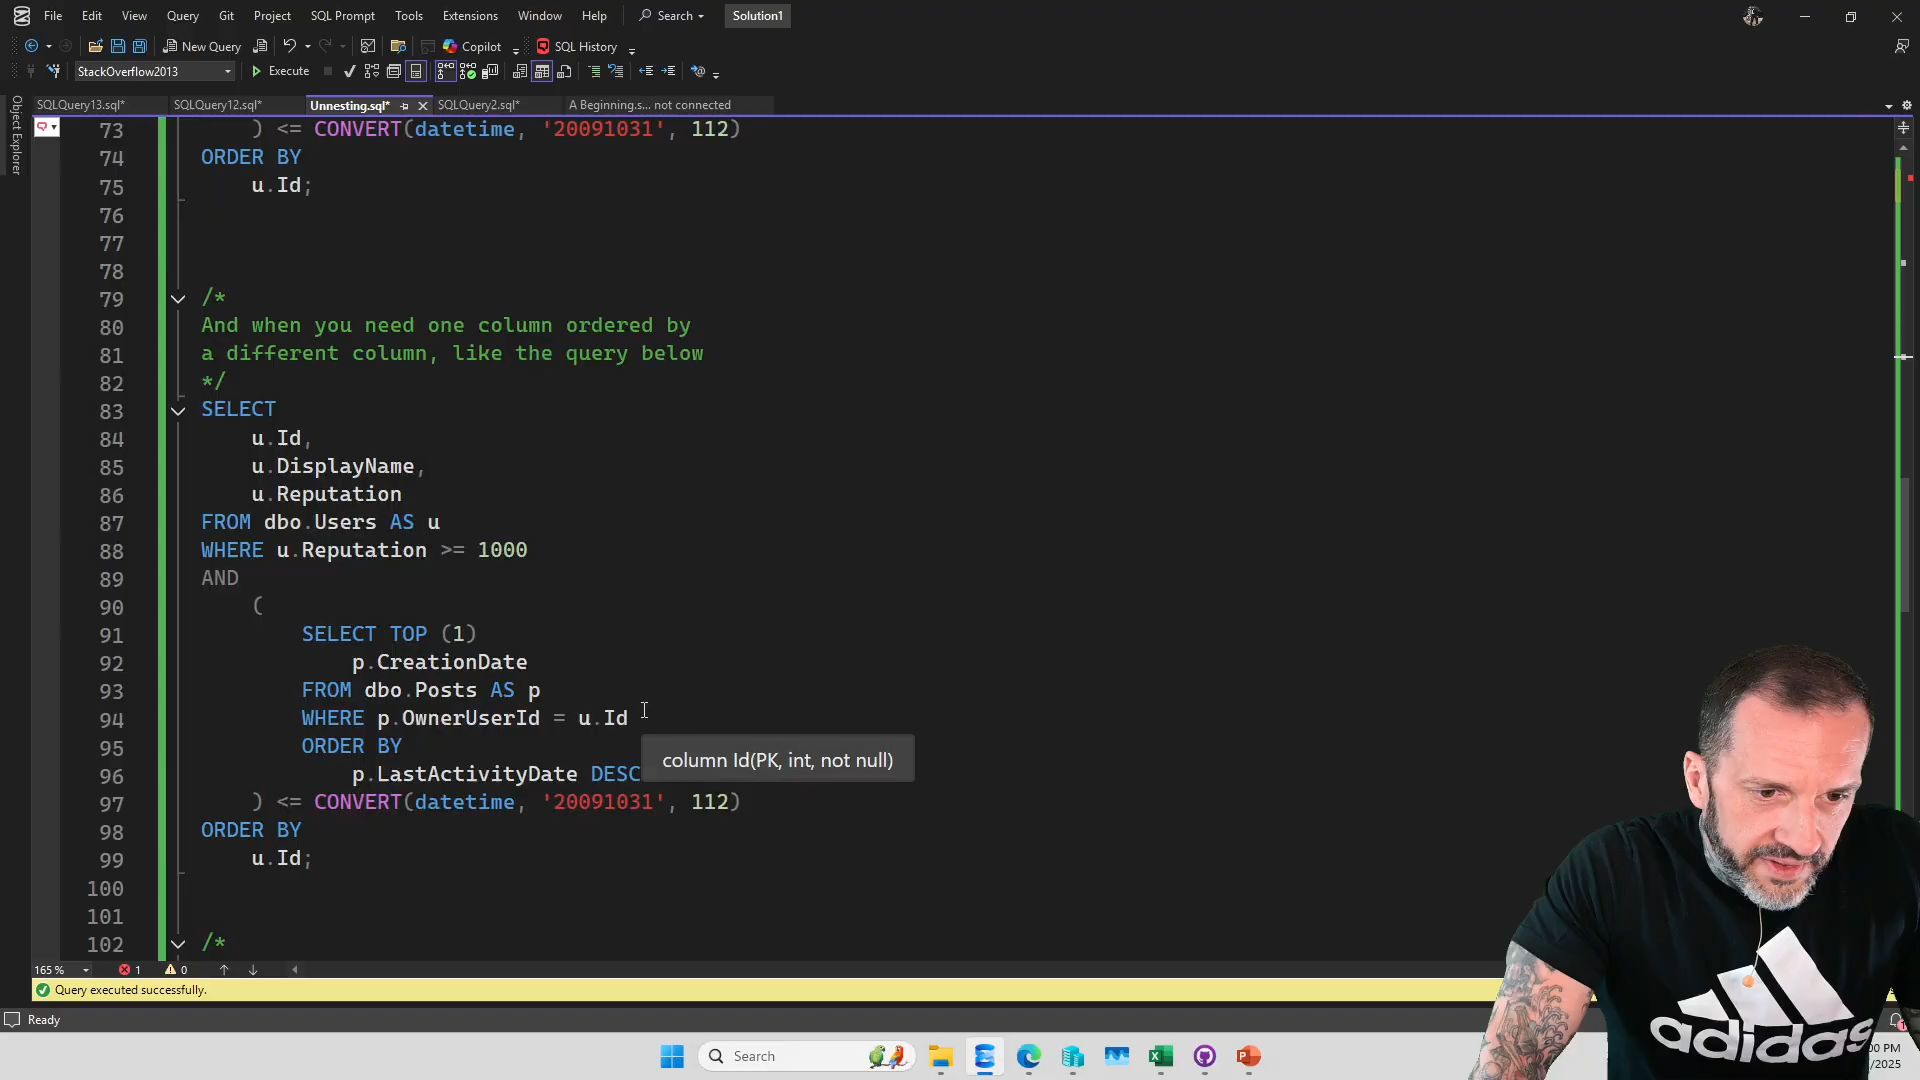 File Edit View Query Git Project SQL Prompt Tools Extensions Window Help Search Solution1
New Query Copilot SQL History
StackOverflow2013 Execute
SQLQuery13.sql* SQLQuery12.sql* Unnesting.sql* SQLQuery2.sql* A Beginning.s... not connected
Object Explorer
73 ) <= CONVERT(datetime, '20091031', 112)
74 ORDER BY
75 u.Id;
76
77
78
79 /*
80 And when you need one column ordered by
81 a different column, like the query below
82 */
83 SELECT
84 u.Id,
85 u.DisplayName,
86 u.Reputation
87 FROM dbo.Users AS u
88 WHERE u.Reputation >= 1000
89 AND
90 (
91 SELECT TOP (1)
92 p.CreationDate
93 FROM dbo.Posts AS p
94 WHERE p.OwnerUserId = u.Id
95 ORDER BY
column Id(PK, int, not null)
96 p.LastActivityDate DESC
97 ) <= CONVERT(datetime, '20091031', 112)
98 ORDER BY
99 u.Id;
100
101
102 /*
165 % 1 0
Query executed successfully.
Ready
Search
:00 PM
/2025
adidas